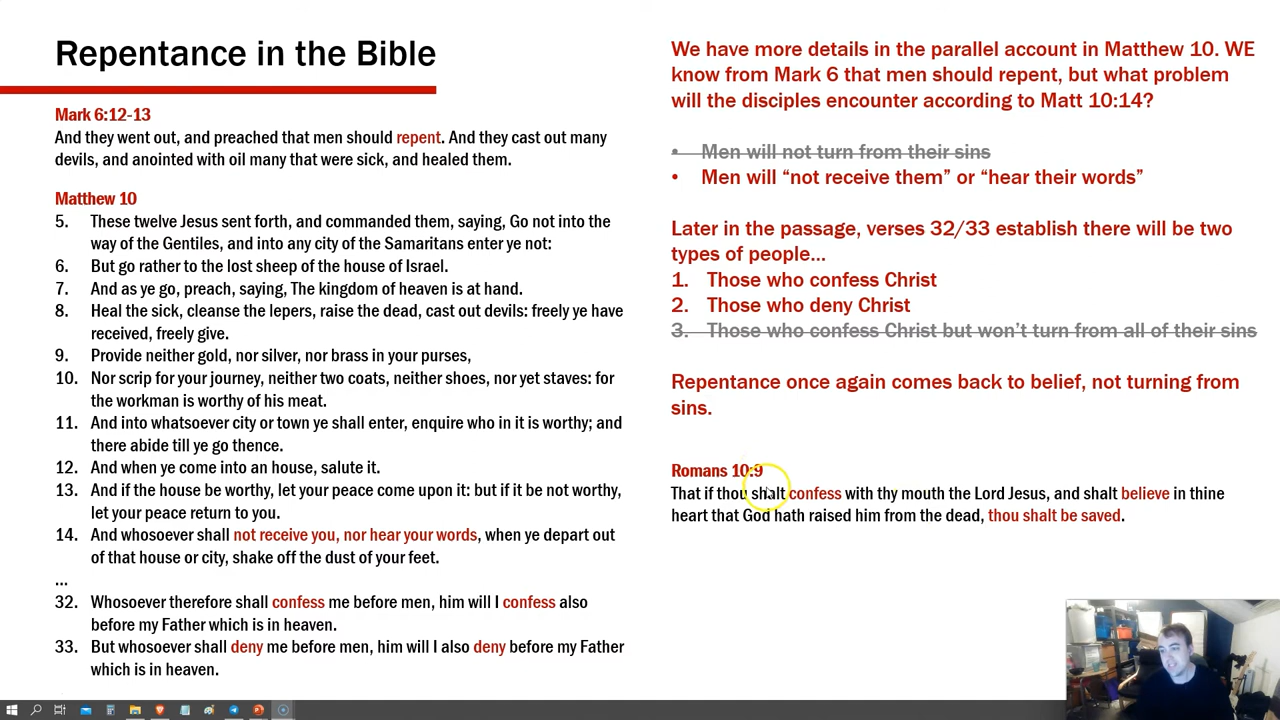 Repentance in the Bible
Mark 6:12-13
And they went out, and preached that men should repent. And they cast out many
devils, and anointed with oil many that were sick, and healed them.
Matthew 10
5. These twelve Jesus sent forth, and commanded them, saying, Go not into the
way of the Gentiles, and into any city of the Samaritans enter ye not:
6. But go rather to the lost sheep of the house of Israel.
7. And as ye go, preach, saying, The kingdom of heaven is at hand.
8. Heal the sick, cleanse the lepers, raise the dead, cast out devils: freely ye have
received, freely give.
9. Provide neither gold, nor silver, nor brass in your purses,
10. Nor scrip for your journey, neither two coats, neither shoes, nor yet staves: for
the workman is worthy of his meat.
11. And into whatsoever city or town ye shall enter, enquire who in it is worthy; and
there abide till ye go thence.
12. And when ye come into an house, salute it.
13. And if the house be worthy, let your peace come upon it: but if it be not worthy,
let your peace return to you.
14. And whosoever shall not receive you, nor hear your words, when ye depart out
of that house or city, shake off the dust of your feet.
...
32. Whosoever therefore shall confess me before men, him will I confess also
before my Father which is in heaven.
33. But whosoever shall deny me before men, him will I also deny before my Father
which is in heaven.
We have more details in the parallel account in Matthew 10. WE
know from Mark 6 that men should repent, but what problem
will the disciples encounter according to Matt 10:14?
• Men will not turn from their sins
• Men will “not receive them” or “hear their words”
Later in the passage, verses 32/33 establish there will be two
types of people...
1. Those who confess Christ
2. Those who deny Christ
3. Those who confess Christ but won’t turn from all of their sins
Repentance once again comes back to belief, not turning from
sins.
Romans 10:9
That if thou shalt confess with thy mouth the Lord Jesus, and shalt believe in thine
heart that God hath raised him from the dead, thou shalt be saved.